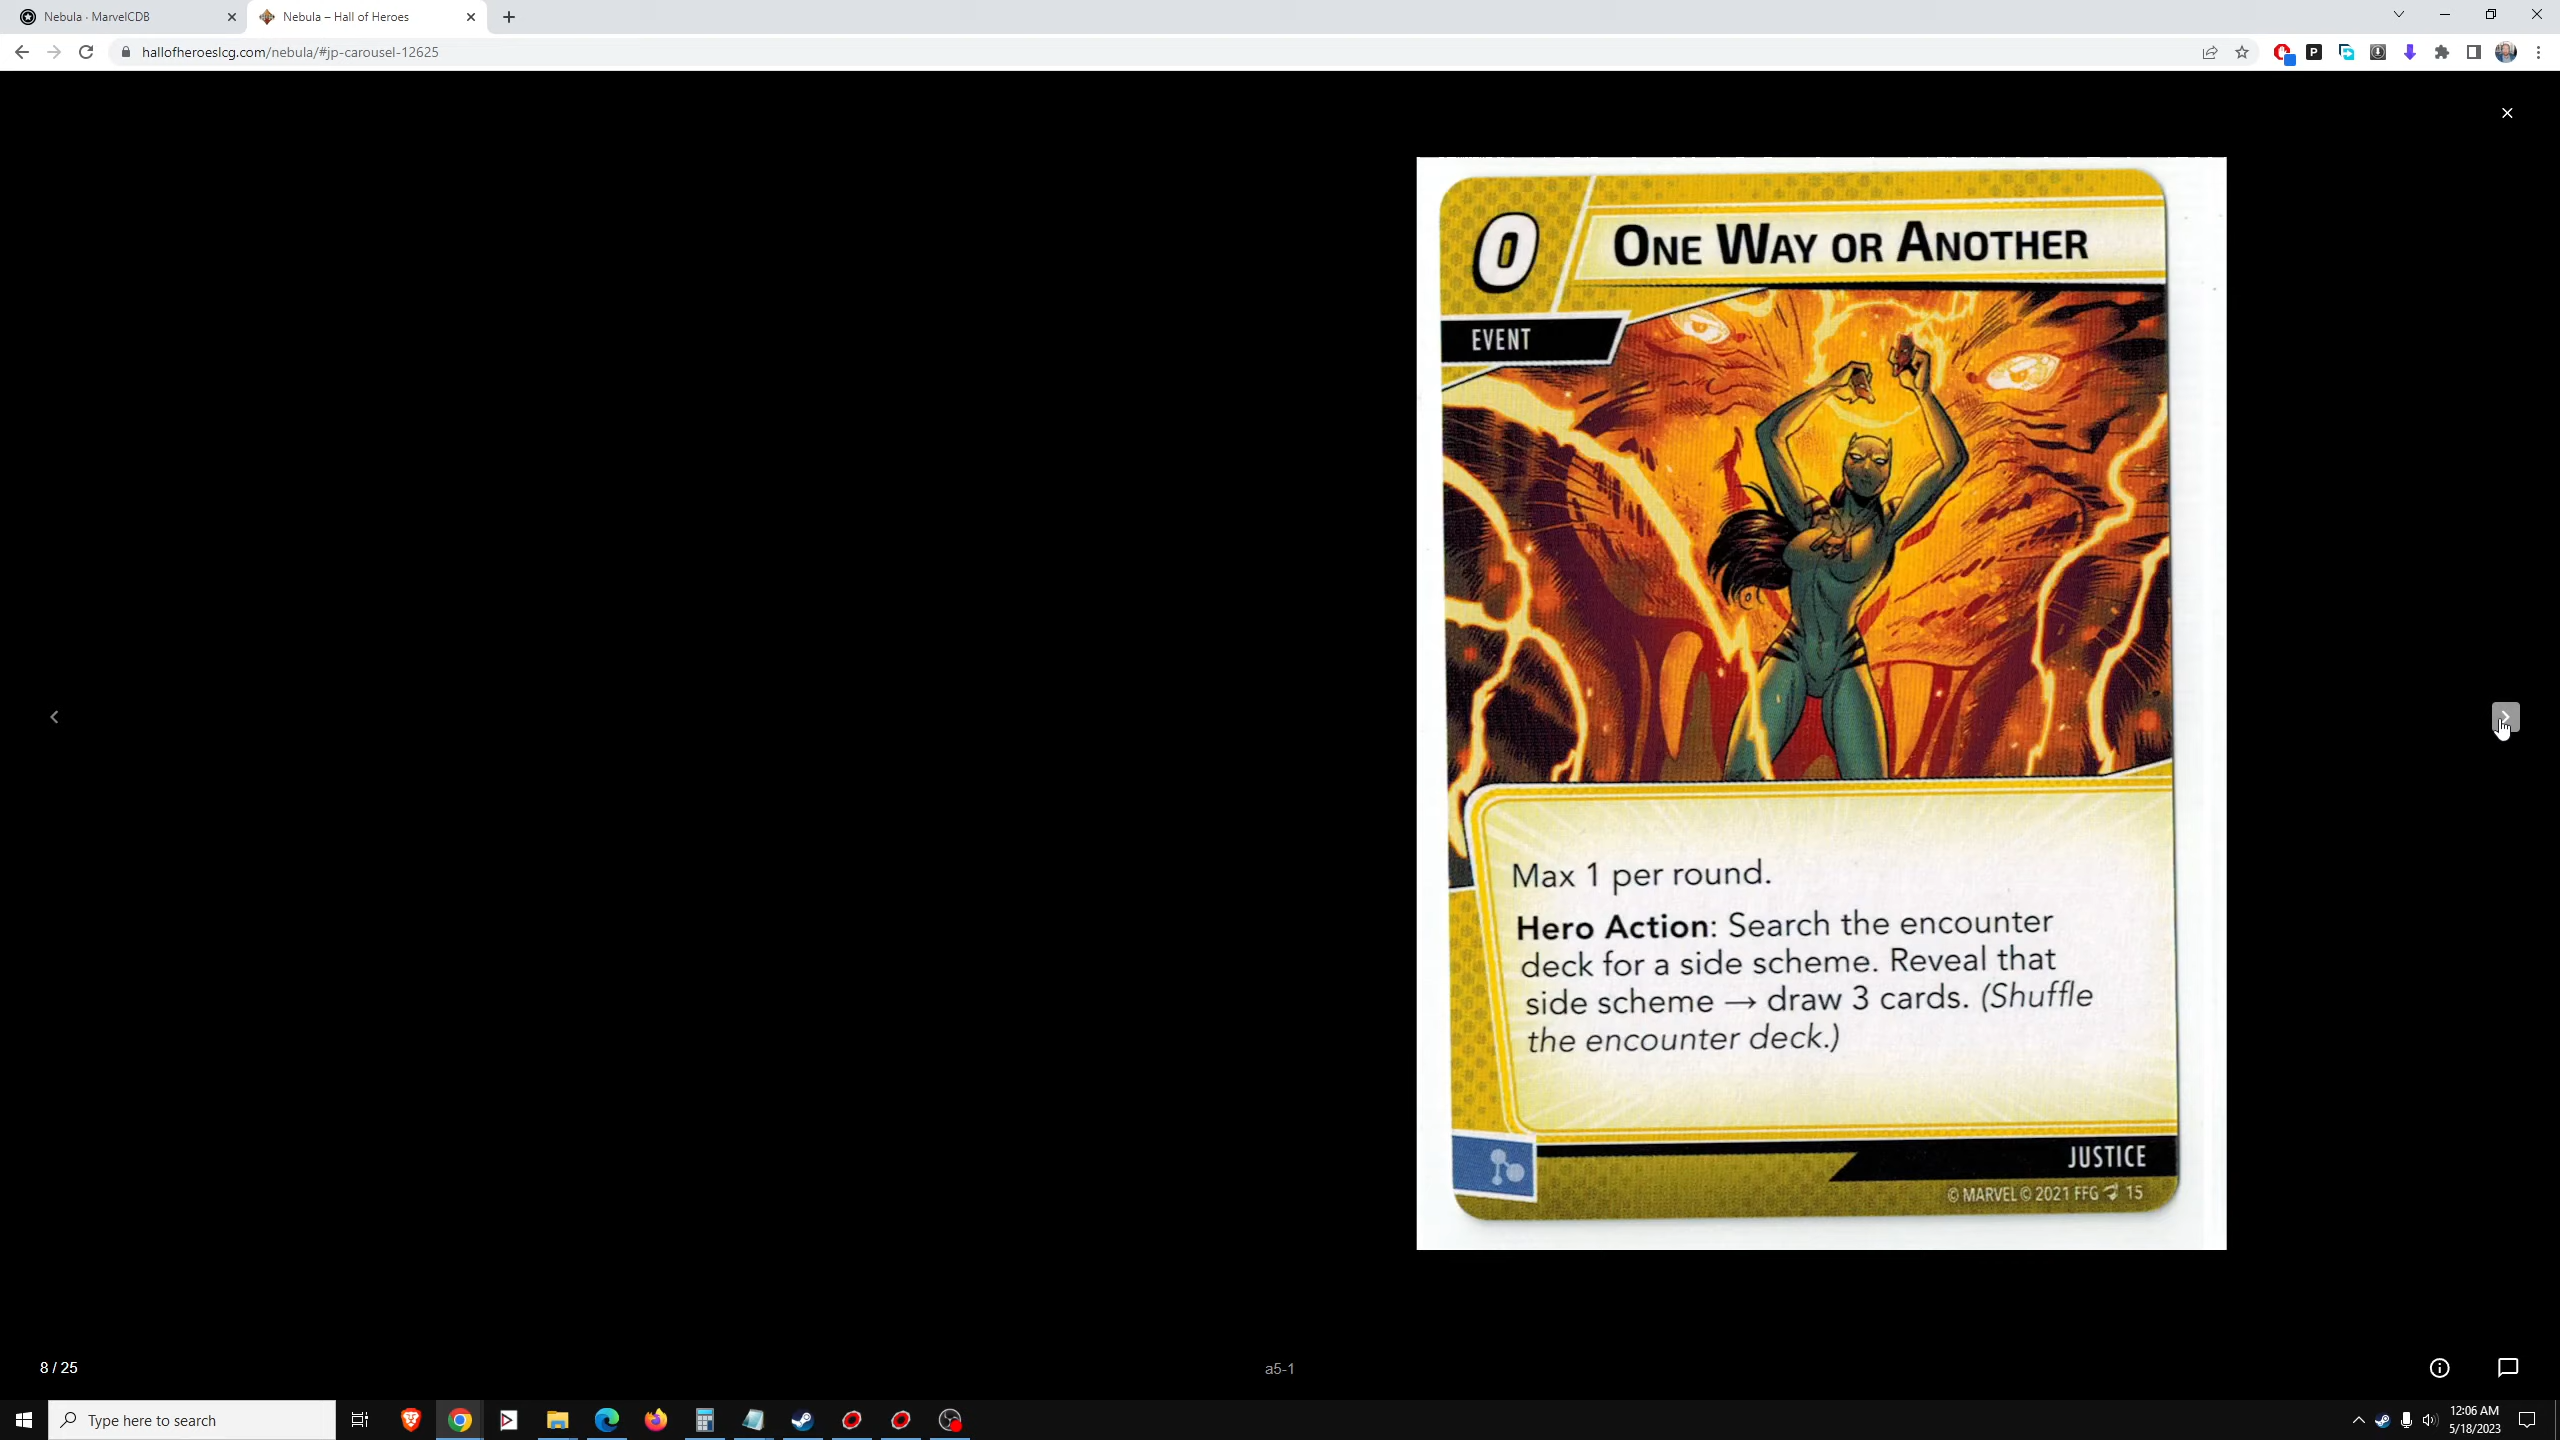 Nebula · MarvelCDB
Nebula – Hall of Heroes
hallofheroeslcg.com/nebula/#jp-carousel-12625
P
0
ONE WAY OR ANOTHER
EVENT
Max 1 per round.
Hero Action: Search the encounter
deck for a side scheme. Reveal that
side scheme → draw 3 cards. (Shuffle
the encounter deck.)
JUSTICE
© MARVEL © 2021 FFG 15
8 / 25
a5-1
Type here to search
12:06 AM
5/18/2023